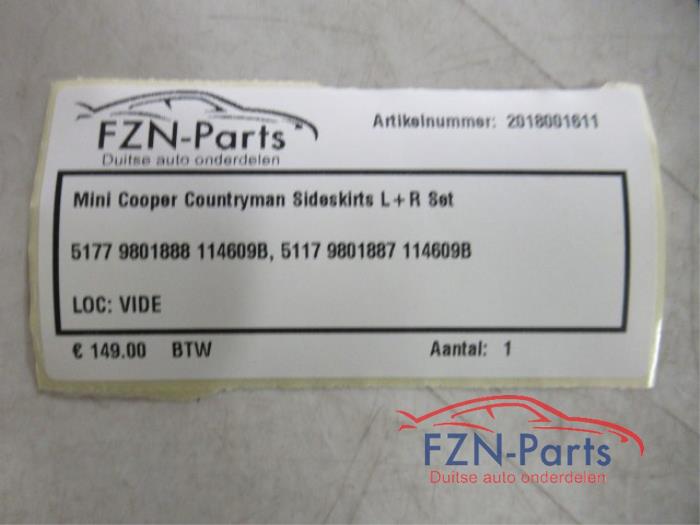 FZN-Parts
Duitse auto onderdelen
Artikelnummer: 2018001611
Mini Cooper Countryman Sideskirts L+R Set
5177 9801888 114609B, 5117 9801887 114609B
LOC: VIDE
€ 149.00 BTW Aantal: 1
FZN-Parts
Duitse auto onderdelen